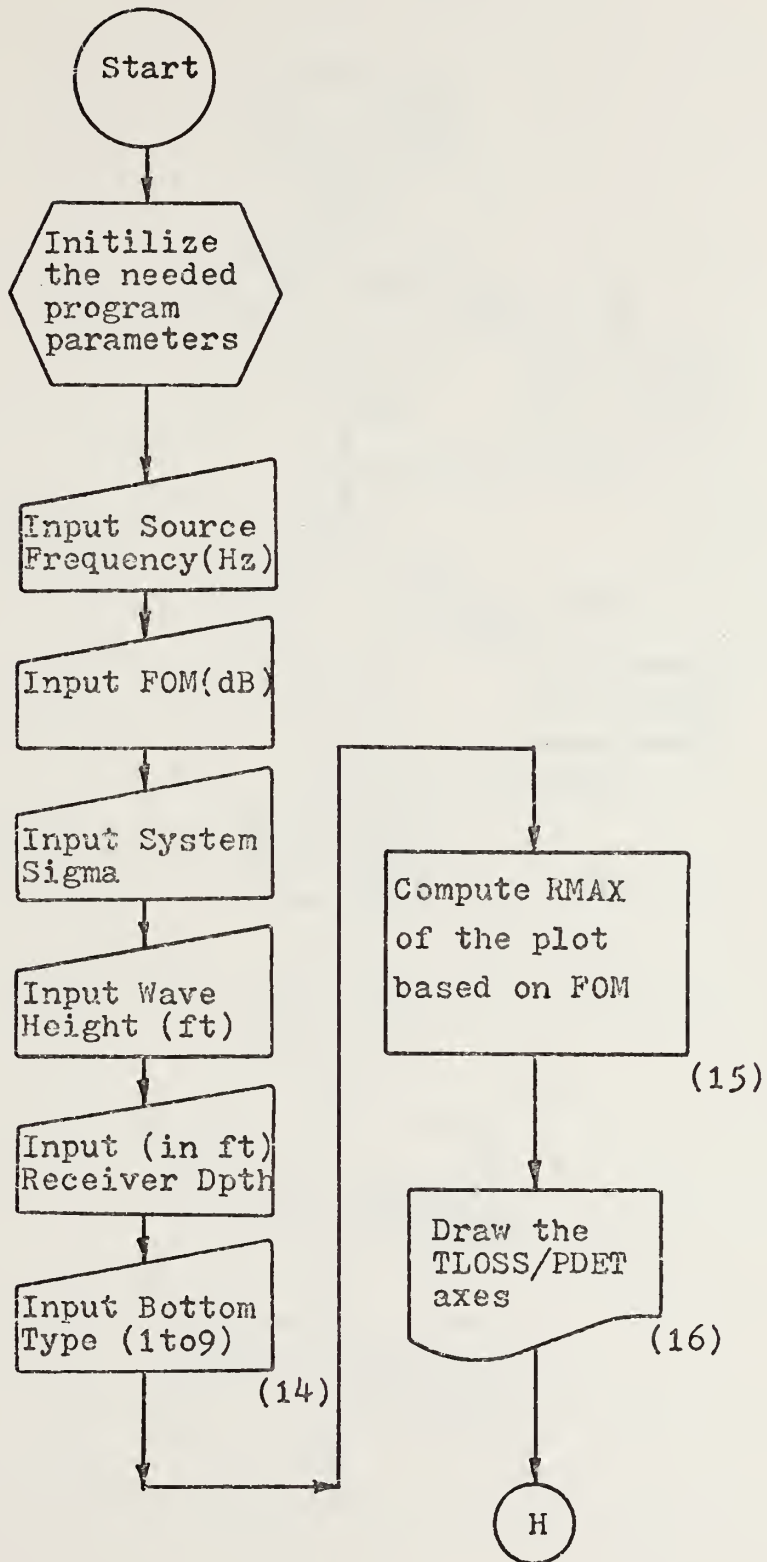 Start
Initilize
the needed
program
parameters
Input Source
Frequency(Hz)
Input FOM(dB)
Input System
Sigma
Input Wave
Height (ft)
Input (in ft)
Receiver Dpth
Input Bottom
Type (1to9)
(14)
Compute RMAX
of the plot
based on FOM
(15)
Draw the
TLOSS/PDET
axes
(16)
H